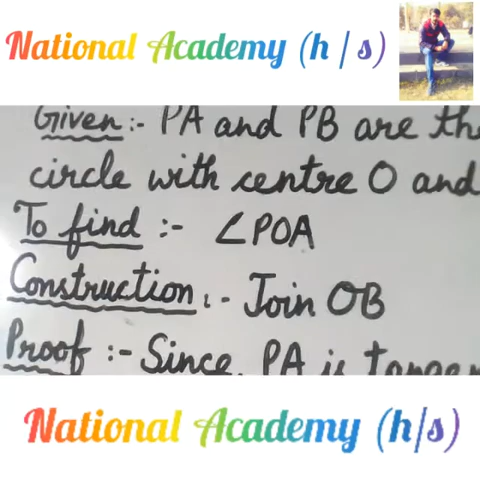 National Academy (h/s)
Given :- PA and PB are the
circle with centre O and
To find :- ∠POA
Construction :- Join OB
Proof :- Since, PA is tangen
National Academy (h/s)